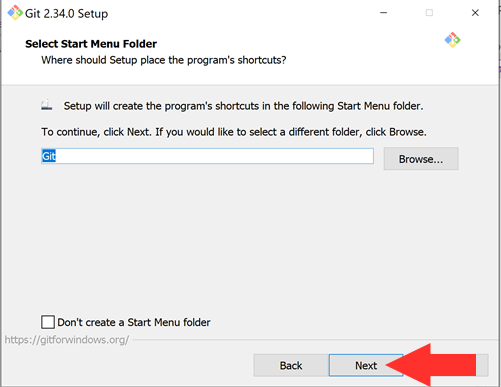 Git 2.34.0 Setup
Select Start Menu Folder
Where should Setup place the program's shortcuts?
Setup will create the program's shortcuts in the following Start Menu folder.
To continue, click Next. If you would like to select a different folder, click Browse.
Git
Browse...
Don't create a Start Menu folder
https://gitforwindows.org/
Back
Next